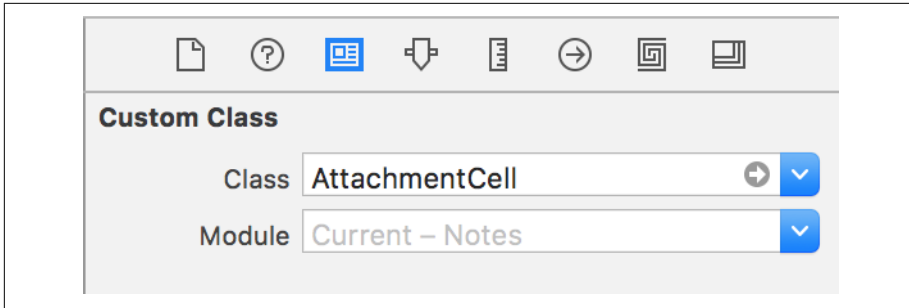 Custom Class
Class AttachmentCell
Module Current – Notes